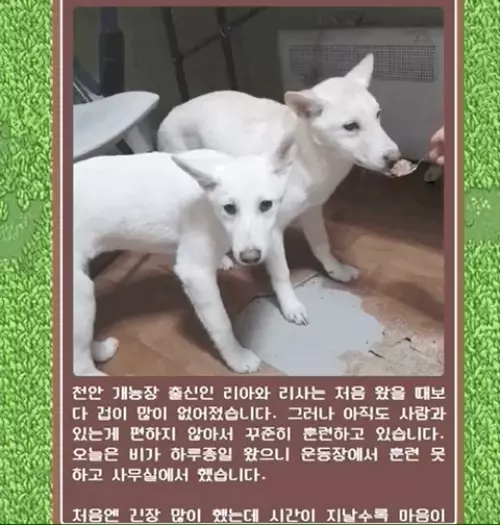 천안 개농장 출신인 리아와 리사는 처음 왔을 때보
다 겁이 많이 없어졌습니다. 그러나 아직도 사람과
있는게 편하지 않아서 꾸준히 훈련하고 있습니다.
오늘은 비가 하루종일 왔으니 운동장에서 훈련 못
하고 사무실에서 했습니다.
처음엔 긴장 많이 했는데 시간이 지날수록 마음이